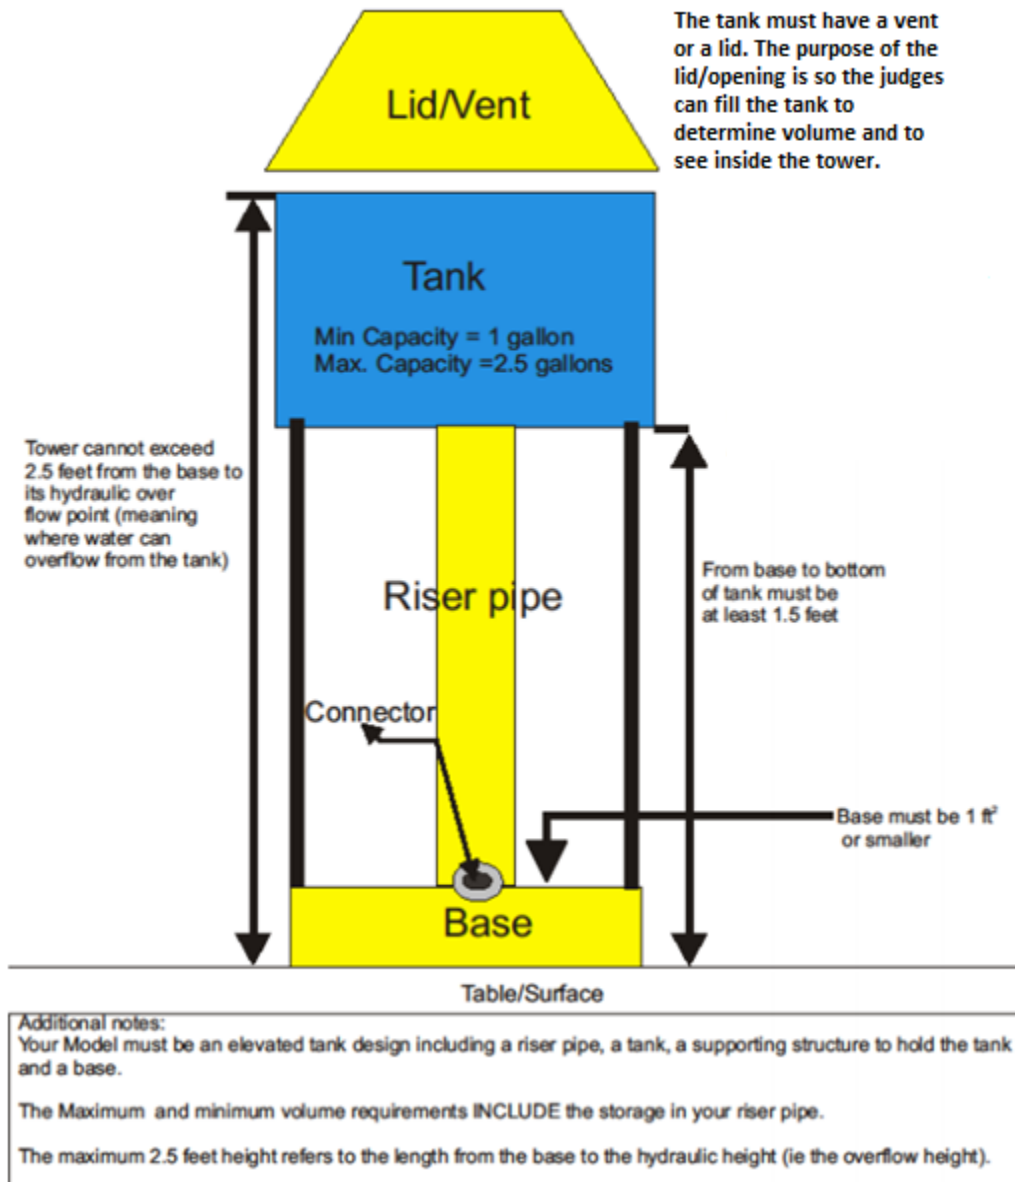 The tank must have a vent
or a lid. The purpose of the
lid/opening is so the judges
can fill the tank to
determine volume and to
see inside the tower.
Lid/Vent
Tank
Min Capacity = 1 gallon
Max. Capacity =2.5 gallons
Tower cannot exceed
2.5 feet from the base to
its hydraulic over
flow point (meaning
where water can
overflow from the tank)
From base to bottom
of tank must be
at least 1.5 feet
Riser pipe
Connector
Base must be 1 ft²
or smaller
Base
Table/Surface
Additional notes:
Your Model must be an elevated tank design including a riser pipe, a tank, a supporting structure to hold the tank
and a base.
The Maximum and minimum volume requirements INCLUDE the storage in your riser pipe.
The maximum 2.5 feet height refers to the length from the base to the hydraulic height (ie the overflow height).